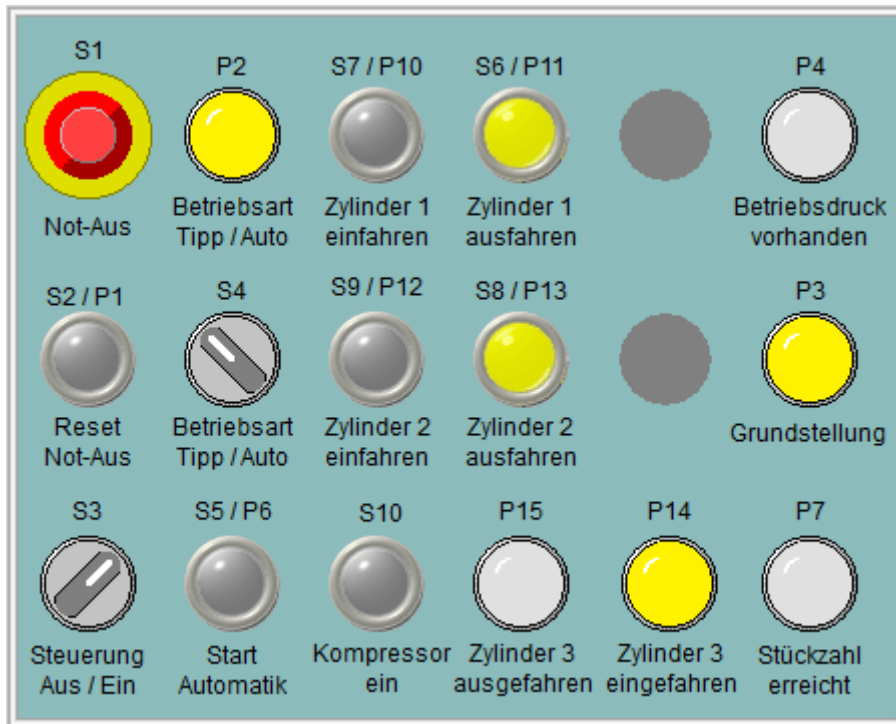 S1
P2
S7 / P10
S6 / P11
P4
Not-Aus
Betriebsart
Tipp / Auto
Zylinder 1
einfahren
Zylinder 1
ausfahren
Betriebsdruck
vorhanden
S2 / P1
S4
S9 / P12
S8 / P13
P3
Reset
Not-Aus
Betriebsart
Tipp / Auto
Zylinder 2
einfahren
Zylinder 2
ausfahren
Grundstellung
S3
S5 / P6
S10
P15
P14
P7
Steuerung
Aus / Ein
Start
Automatik
Kompressor
ein
Zylinder 3
ausgefahren
Zylinder 3
eingefahren
Stückzahl
erreicht